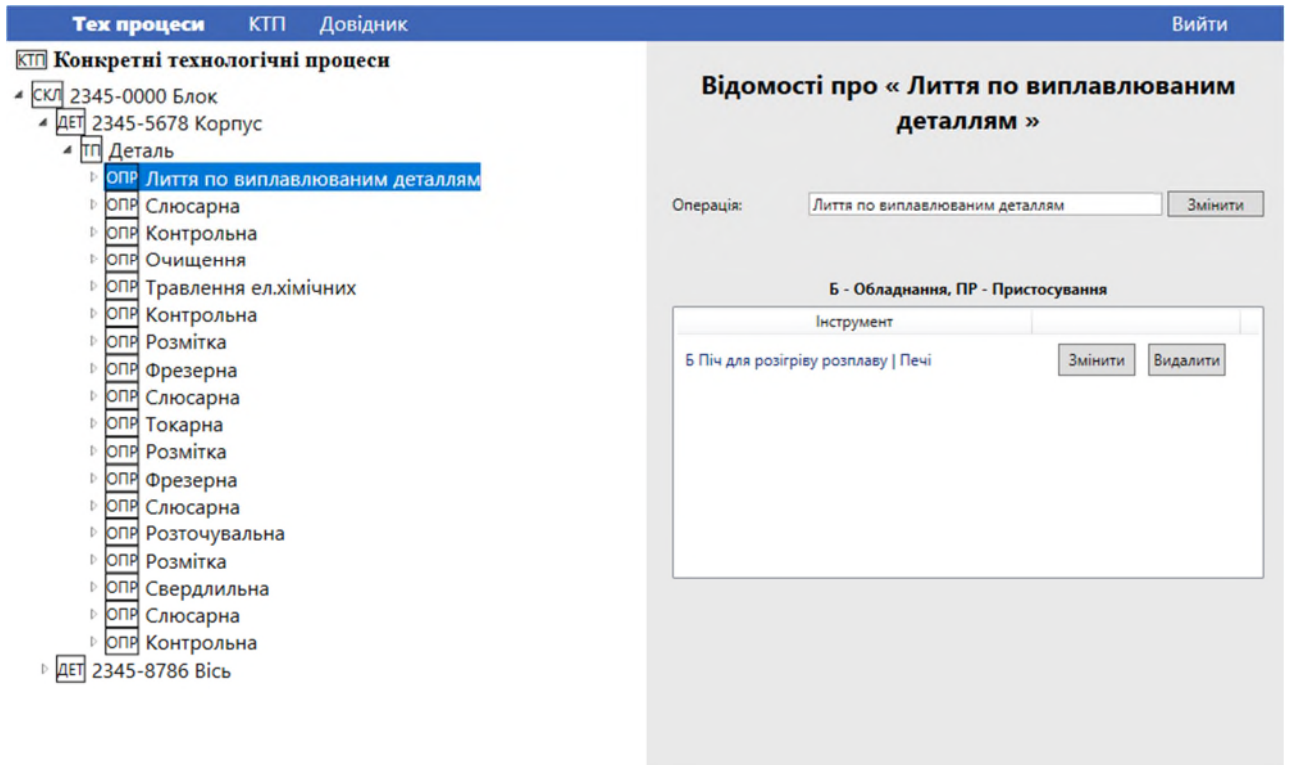 Тех процеси КТП Довідник Вийти
КТП Конкретні технологічні процеси
СКЛ 2345-0000 Блок
ДЕТ 2345-5678 Корпус
ТП Деталь
ОПР Лиття по виплавлюваним деталлям
ОПР Слюсарна
ОПР Контрольна
ОПР Очищення
ОПР Травлення ел.хімічних
ОПР Контрольна
ОПР Розмітка
ОПР Фрезерна
ОПР Слюсарна
ОПР Токарна
ОПР Розмітка
ОПР Фрезерна
ОПР Слюсарна
ОПР Розточувальна
ОПР Розмітка
ОПР Свердлильна
ОПР Слюсарна
ОПР Контрольна
ДЕТ 2345-8786 Вісь
Відомості про « Лиття по виплавлюваним
деталлям »
Операція: Лиття по виплавлюваним деталлям Змінити
Б - Обладнання, ПР - Пристосування
Інструмент
Б Піч для розігріву розплаву | Печі Змінити Видалити